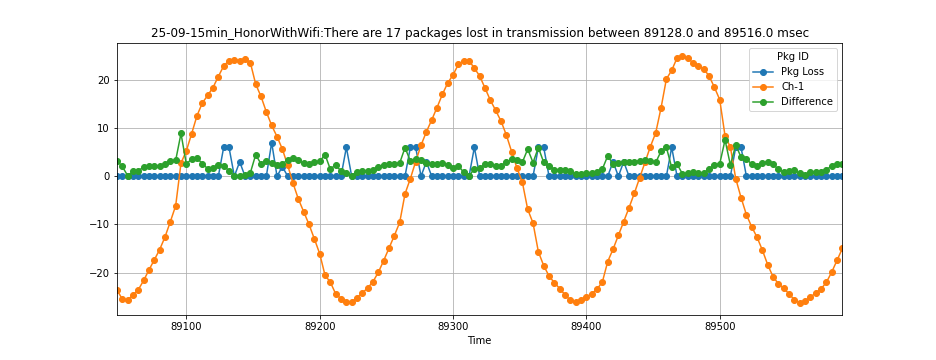 25-09-15min_HonorWithWifi:There are 17 packages lost in transmission between 89128.0 and 89516.0 msec
Pkg ID
Pkg Loss
Ch-1
Difference
20
10
0
−10
−20
89100 89200 89300 89400 89500
Time